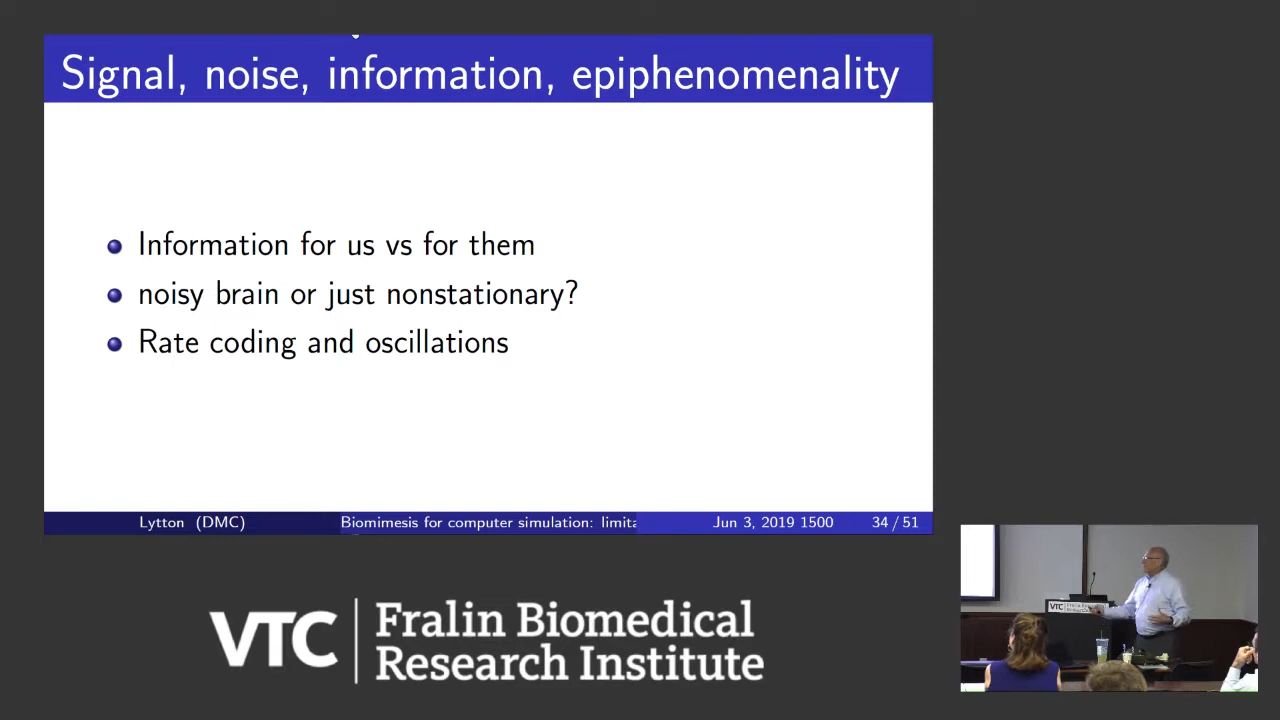 Signal, noise, information, epiphenomenality
Information for us vs for them
noisy brain or just nonstationary?
Rate coding and oscillations
Lytton (DMC)
Biomimesis for computer simulation: limita
Jun 3, 2019 1500
34 / 51
VTC
Fralin Biomedical
Research Institute
VTC